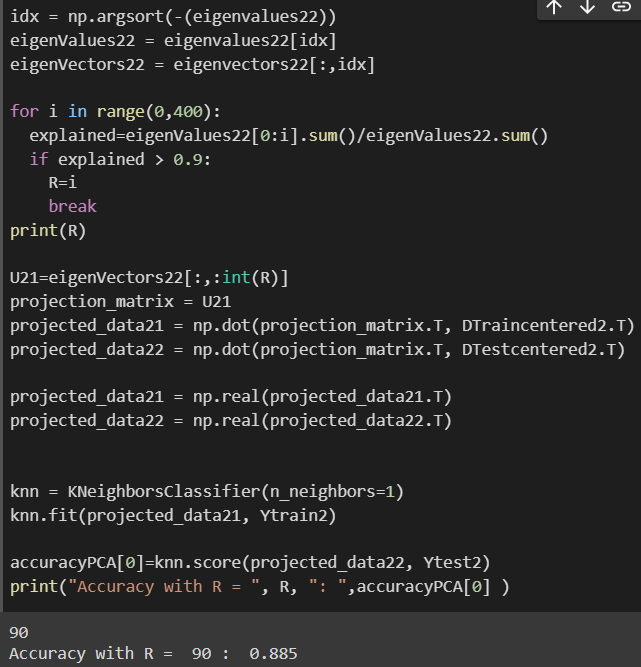 idx = np.argsort(-(eigenvalues22))
eigenValues22 = eigenvalues22[idx]
eigenVectors22 = eigenvectors22[:,idx]

for i in range(0,400):
  explained=eigenValues22[0:i].sum()/eigenValues22.sum()
  if explained > 0.9:
    R=i
    break
print(R)

U21=eigenVectors22[:,:int(R)]
projection_matrix = U21
projected_data21 = np.dot(projection_matrix.T, DTraincentered2.T)
projected_data22 = np.dot(projection_matrix.T, DTestcentered2.T)

projected_data21 = np.real(projected_data21.T)
projected_data22 = np.real(projected_data22.T)

knn = KNeighborsClassifier(n_neighbors=1)
knn.fit(projected_data21, Ytrain2)

accuracyPCA[0]=knn.score(projected_data22, Ytest2)
print("Accuracy with R = ", R, ": ",accuracyPCA[0] )
90
Accuracy with R =  90 :  0.885